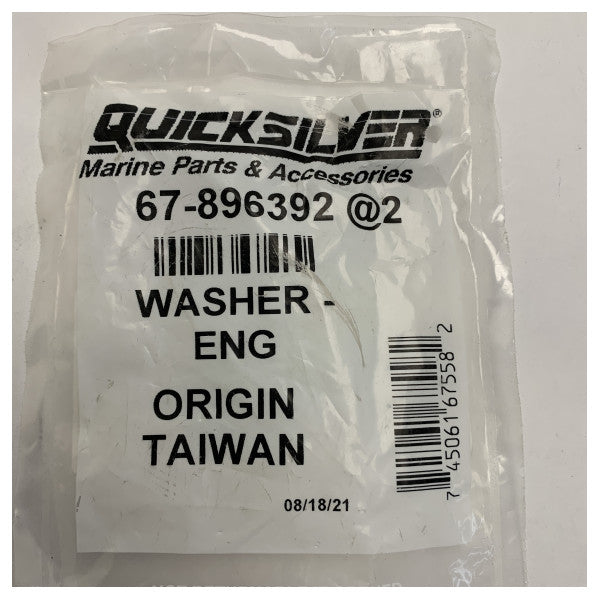 QUICKSILVER®
Marine Parts & Accessories
67-896392 @2
WASHER -
ENG
ORIGIN
TAIWAN
08/18/21
7 45061 67558 2